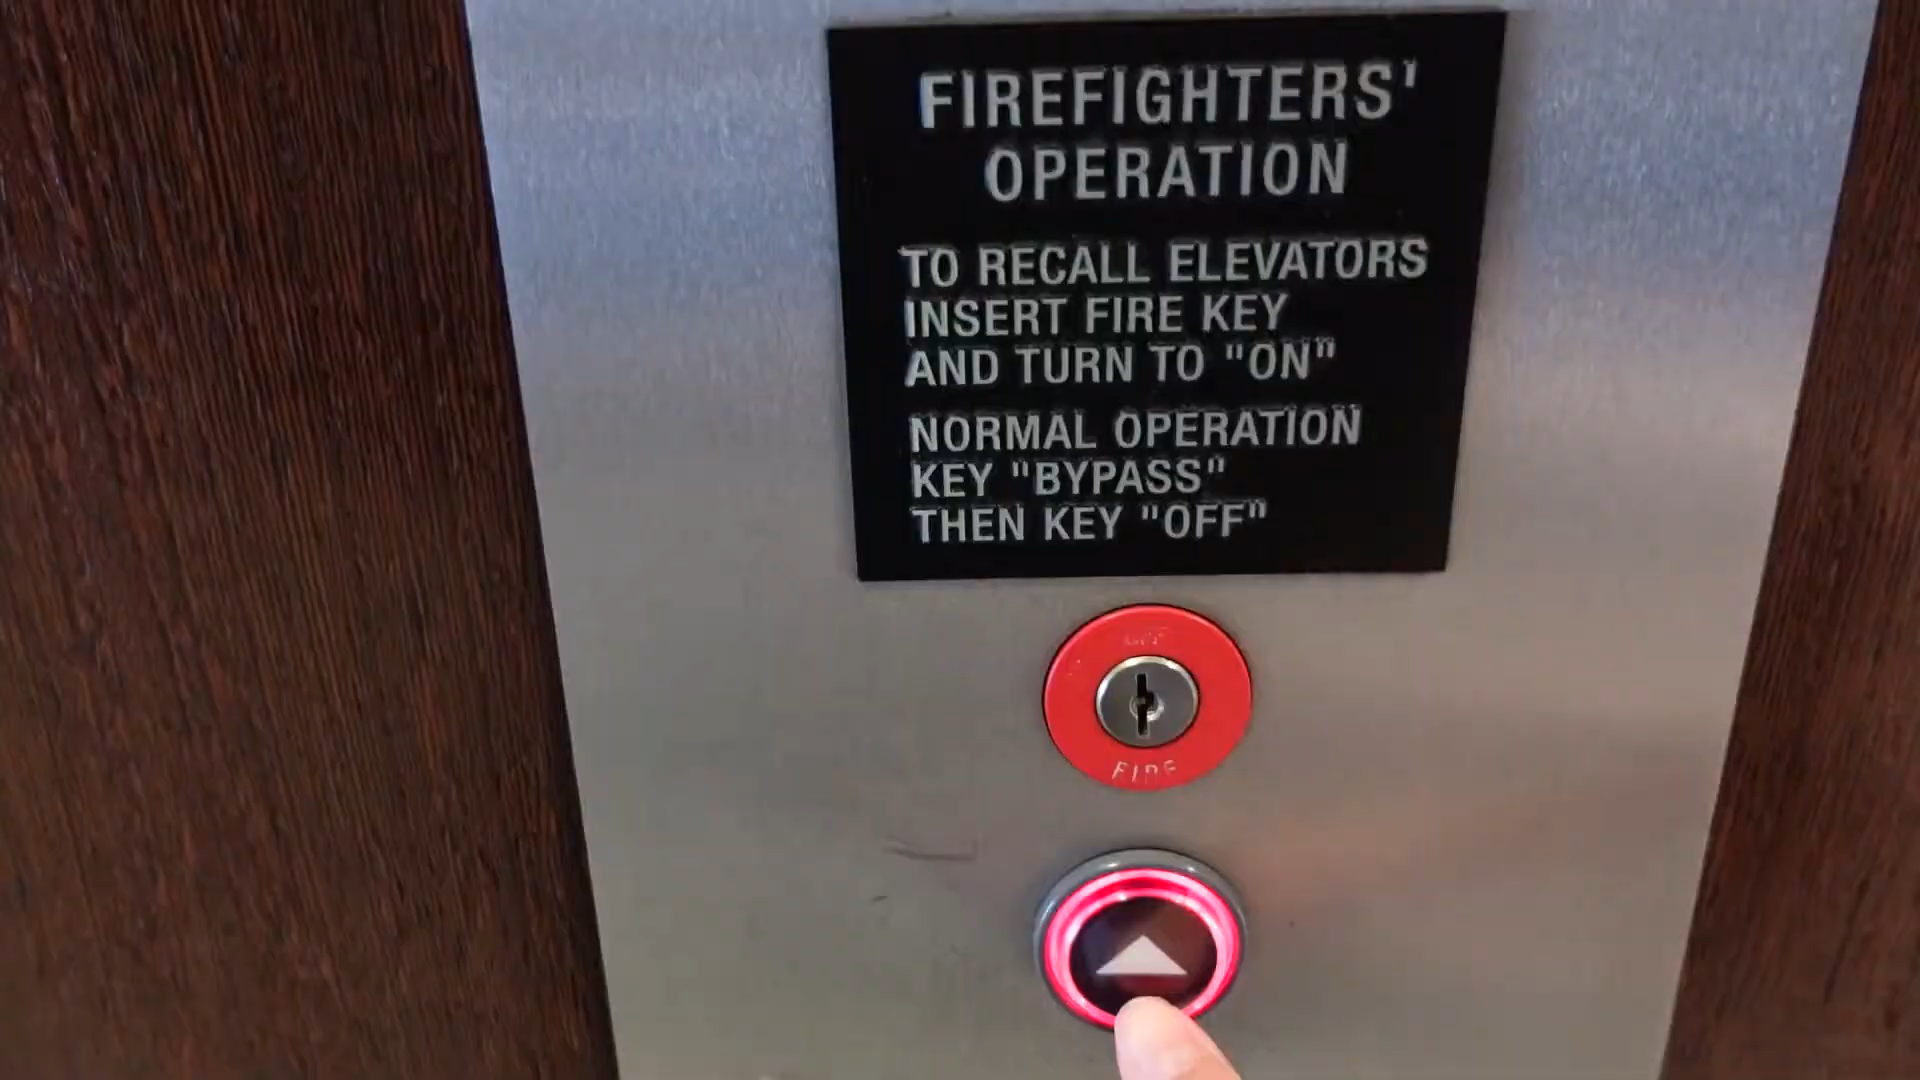 FIREFIGHTERS'
OPERATION
TO RECALL ELEVATORS
INSERT FIRE KEY
AND TURN TO "ON"
NORMAL OPERATION
KEY "BYPASS"
THEN KEY "OFF"
OFF
FIRE